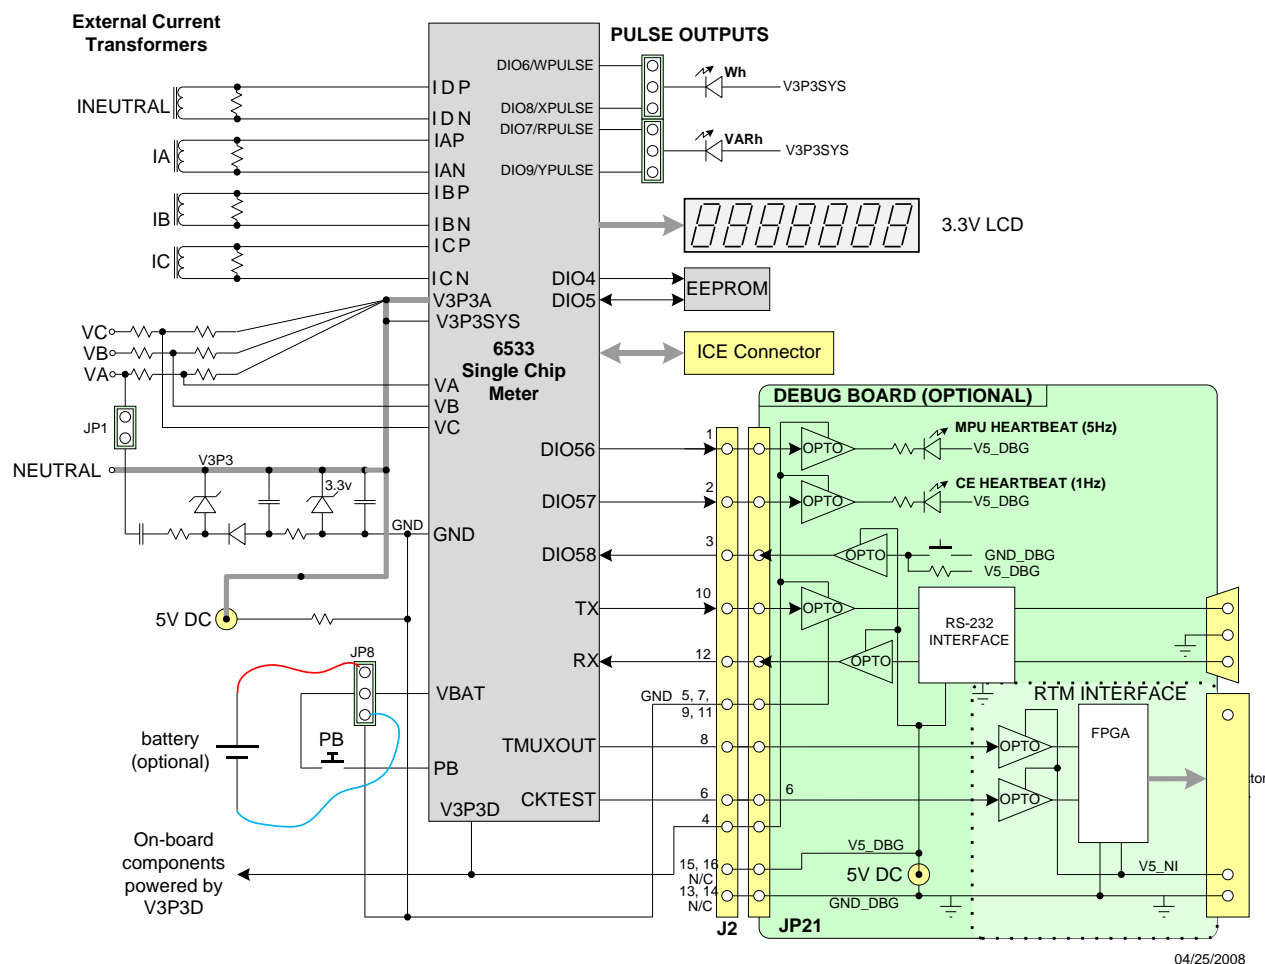 External Current
Transformers
PULSE OUTPUTS
DIO6/WPULSE
DIO8/XPULSE
DIO7/RPULSE
DIO9/YPULSE
Wh
V3P3SYS
VARh
V3P3SYS
INEUTRAL
IA
IB
IC
IDP
IDN
IAP
IAN
IBP
IBN
ICP
ICN
V3P3A
V3P3SYS
6533
Single Chip
Meter
3.3V LCD
DIO4
DIO5
EEPROM
ICE Connector
VC
VB
VA
VA
VB
VC
JP1
NEUTRAL
V3P3
3.3v
GND
GND
5V DC
JP8
VBAT
PB
PB
battery
(optional)
V3P3D
On-board
components
powered by
V3P3D
DIO56
DIO57
DIO58
TX
RX
TMUXOUT
CKTEST
1
2
3
10
12
GND
5, 7,
9, 11
8
6
6
4
15, 16
N/C
13, 14
N/C
J2
JP21
DEBUG BOARD (OPTIONAL)
OPTO
MPU HEARTBEAT (5Hz)
V5_DBG
OPTO
CE HEARTBEAT (1Hz)
V5_DBG
OPTO
GND_DBG
V5_DBG
OPTO
RS-232
INTERFACE
OPTO
RTM INTERFACE
OPTO
FPGA
OPTO
V5_DBG
5V DC
GND_DBG
V5_NI
04/25/2008